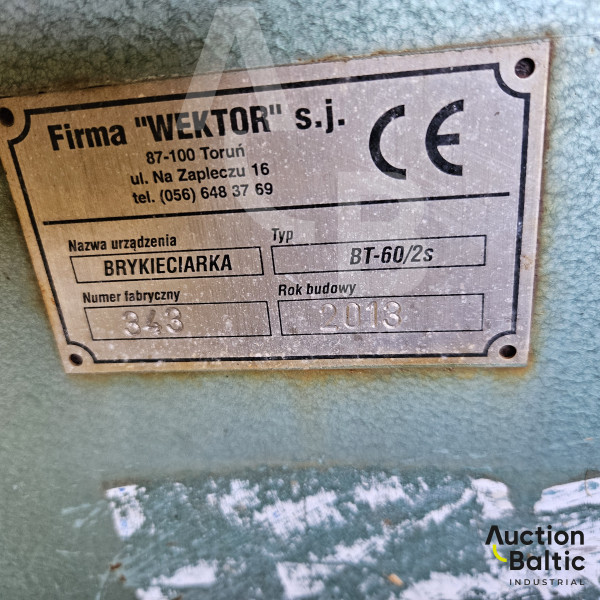 Firma "WEKTOR" s.j.
87-100 Toruń
ul. Na Zapleczu 16
tel. (056) 648 37 69
CE
Nazwa urządzenia
BRYKIECIARKA
Typ
BT-60/2s
Numer fabryczny
343
Rok budowy
2013
Auction
Baltic
INDUSTRIAL